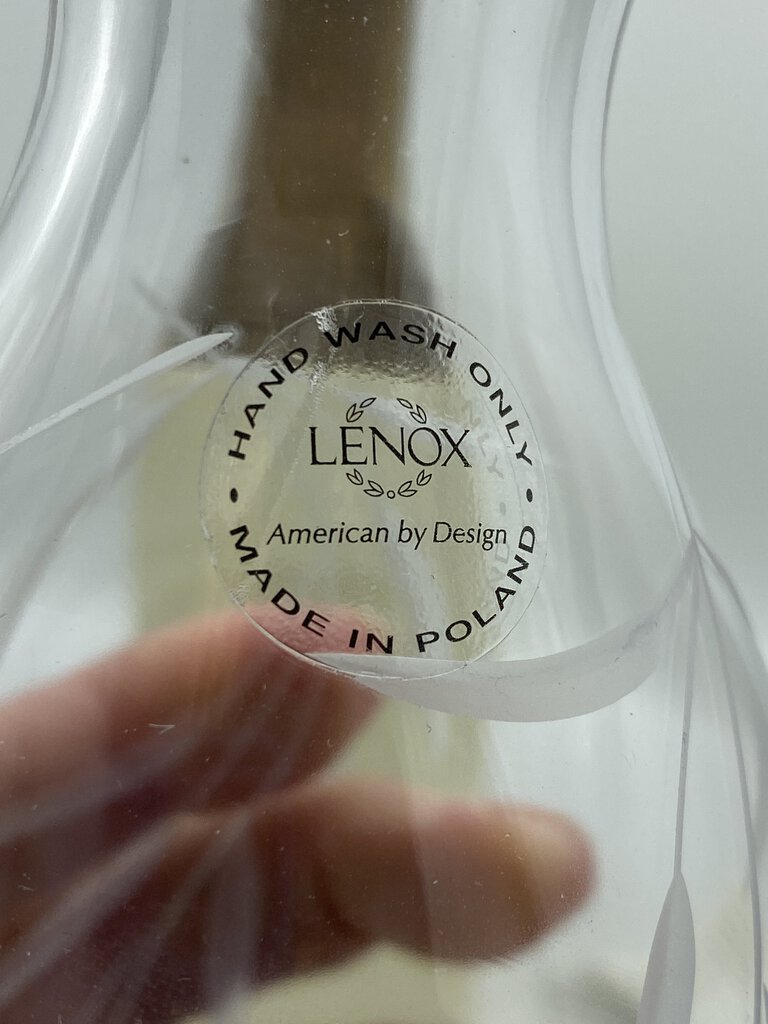 • HAND WASH ONLY •
LENOX
American by Design
MADE IN POLAND